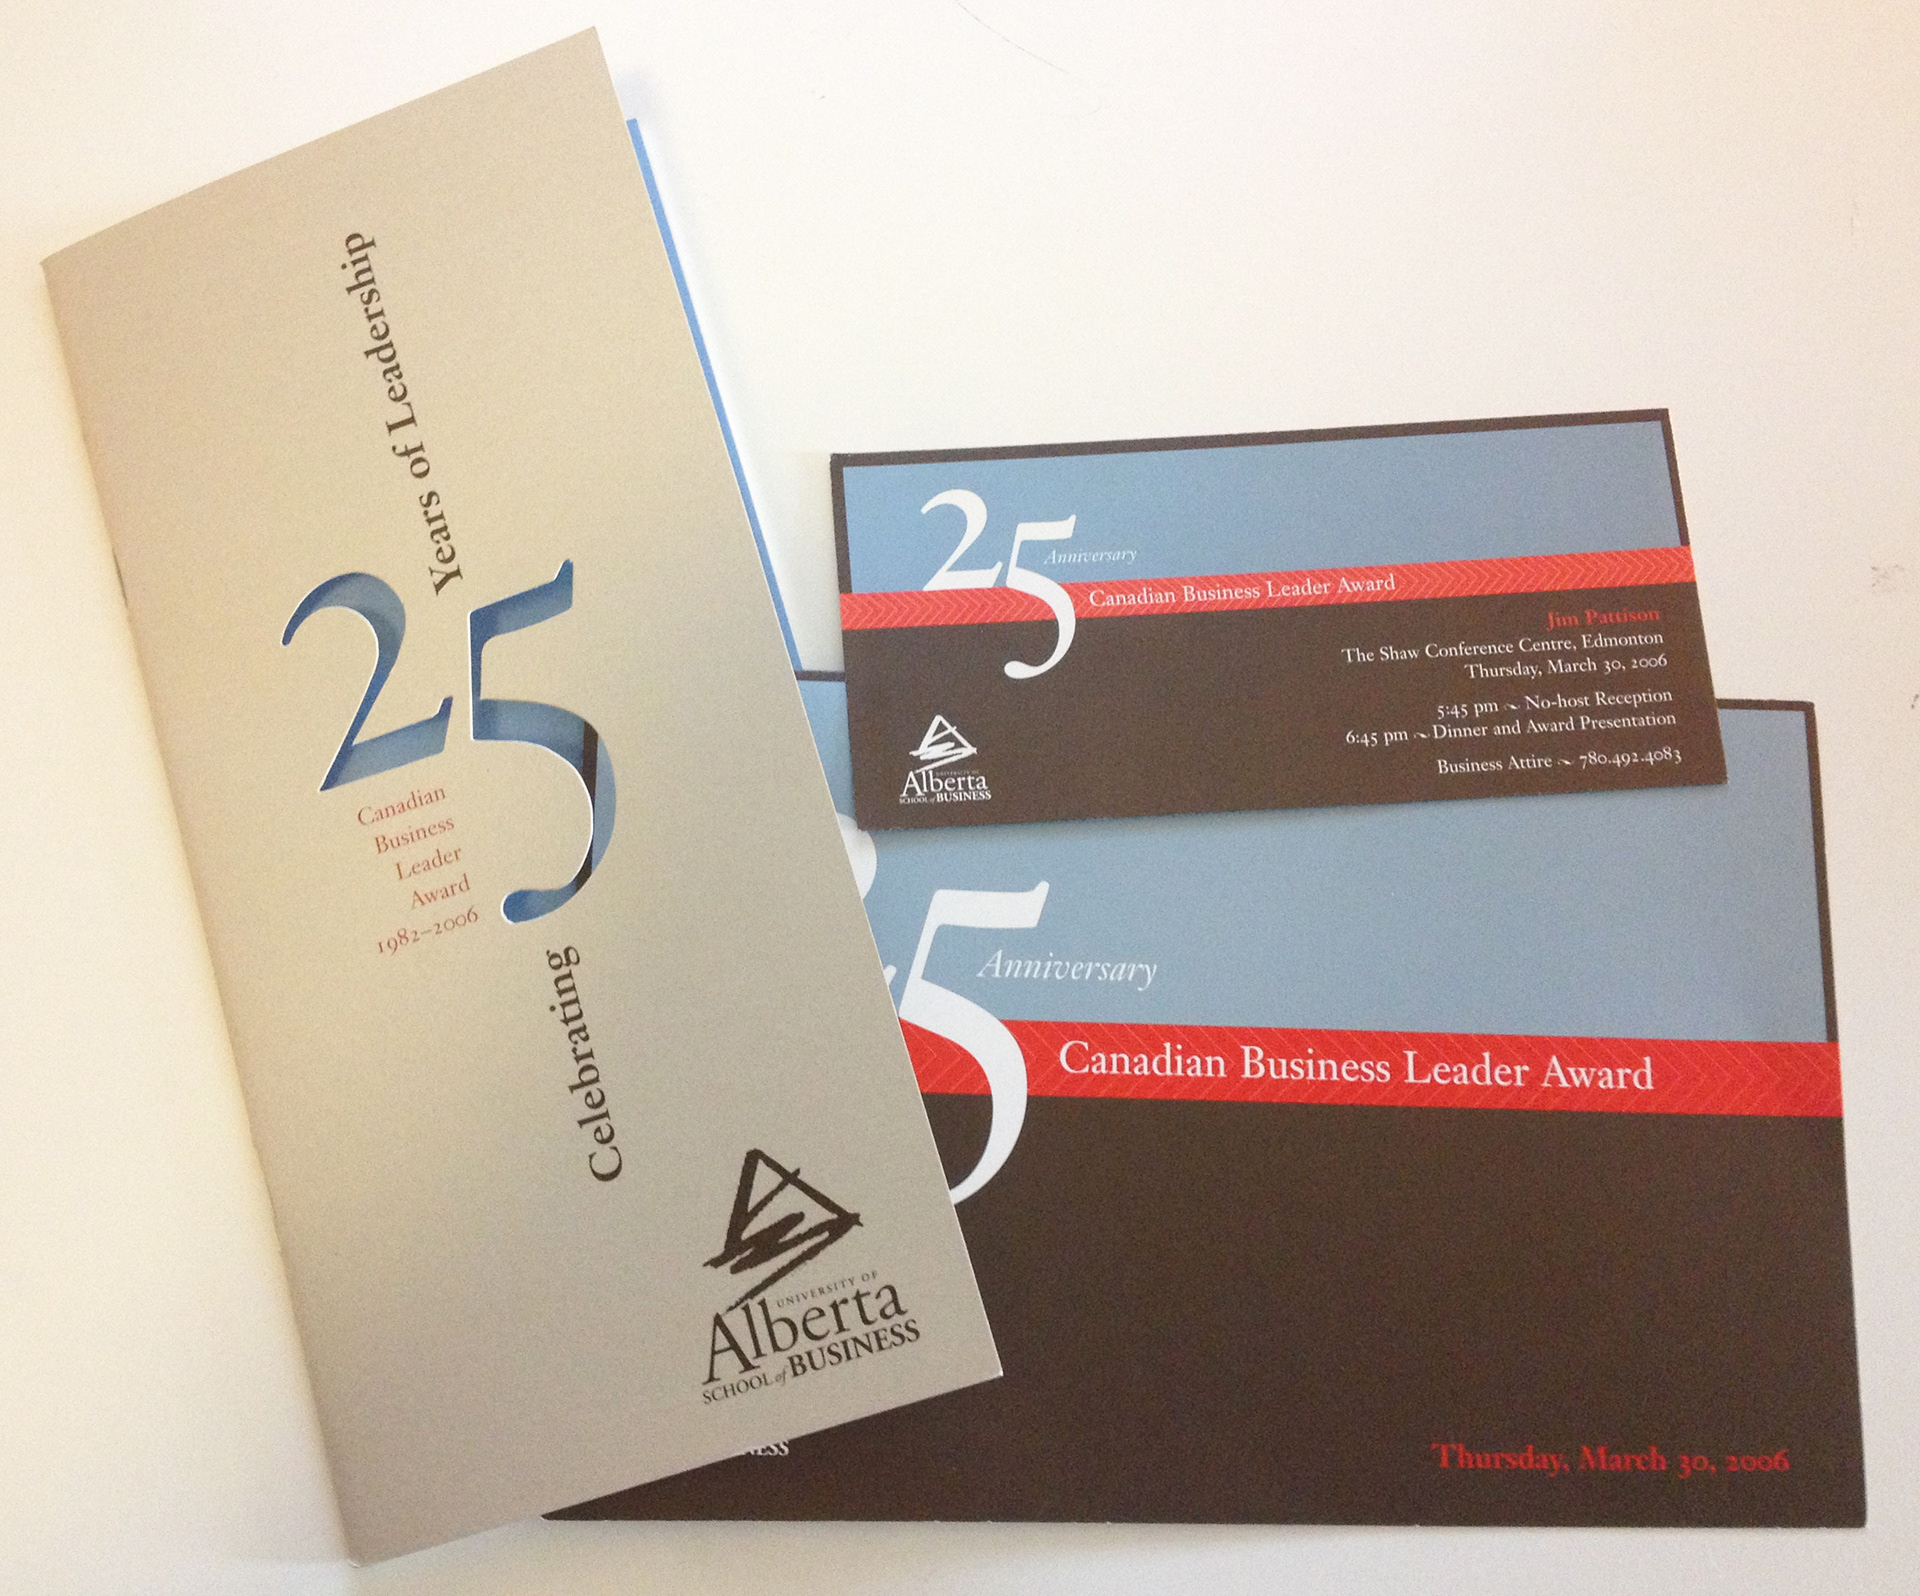 Celebrating 25 Years of Leadership
Canadian
Business
Leader
Award
1982–2006
UNIVERSITY OF
Alberta
SCHOOL of BUSINESS
25
Anniversary
Canadian Business Leader Award
Jim Pattison
The Shaw Conference Centre, Edmonton
Thursday, March 30, 2006
5:45 pm ~ No-host Reception
6:45 pm ~ Dinner and Award Presentation
Business Attire ~ 780.492.4083
UNIVERSITY OF
Alberta
SCHOOL of BUSINESS
25
Anniversary
Canadian Business Leader Award
Thursday, March 30, 2006